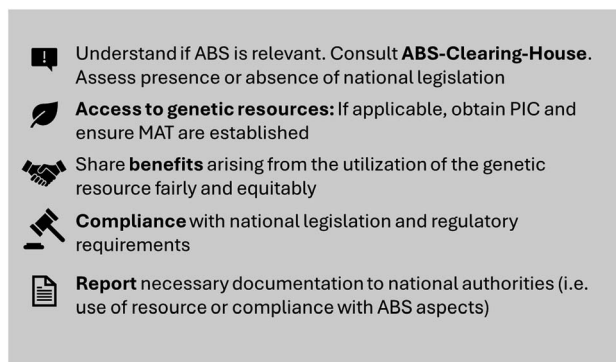 Understand if ABS is relevant. Consult ABS-Clearing-House.
Assess presence or absence of national legislation
Access to genetic resources: If applicable, obtain PIC and
ensure MAT are established
Share benefits arising from the utilization of the genetic
resource fairly and equitably
Compliance with national legislation and regulatory
requirements
Report necessary documentation to national authorities (i.e.
use of resource or compliance with ABS aspects)